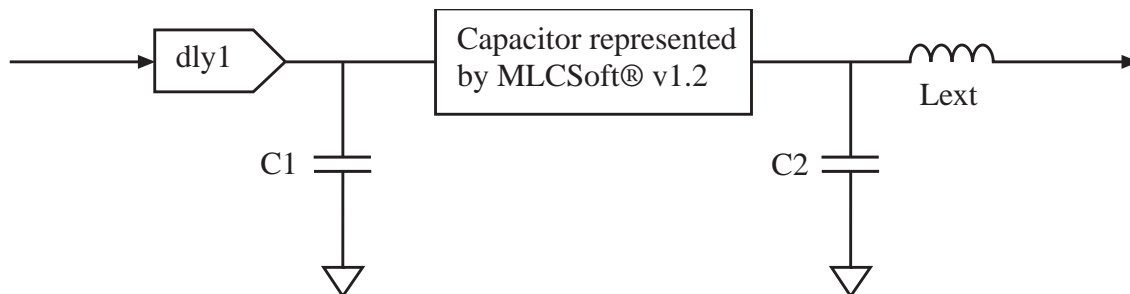 dly1
Capacitor represented
by MLCSoft® v1.2
Lext
C1
C2